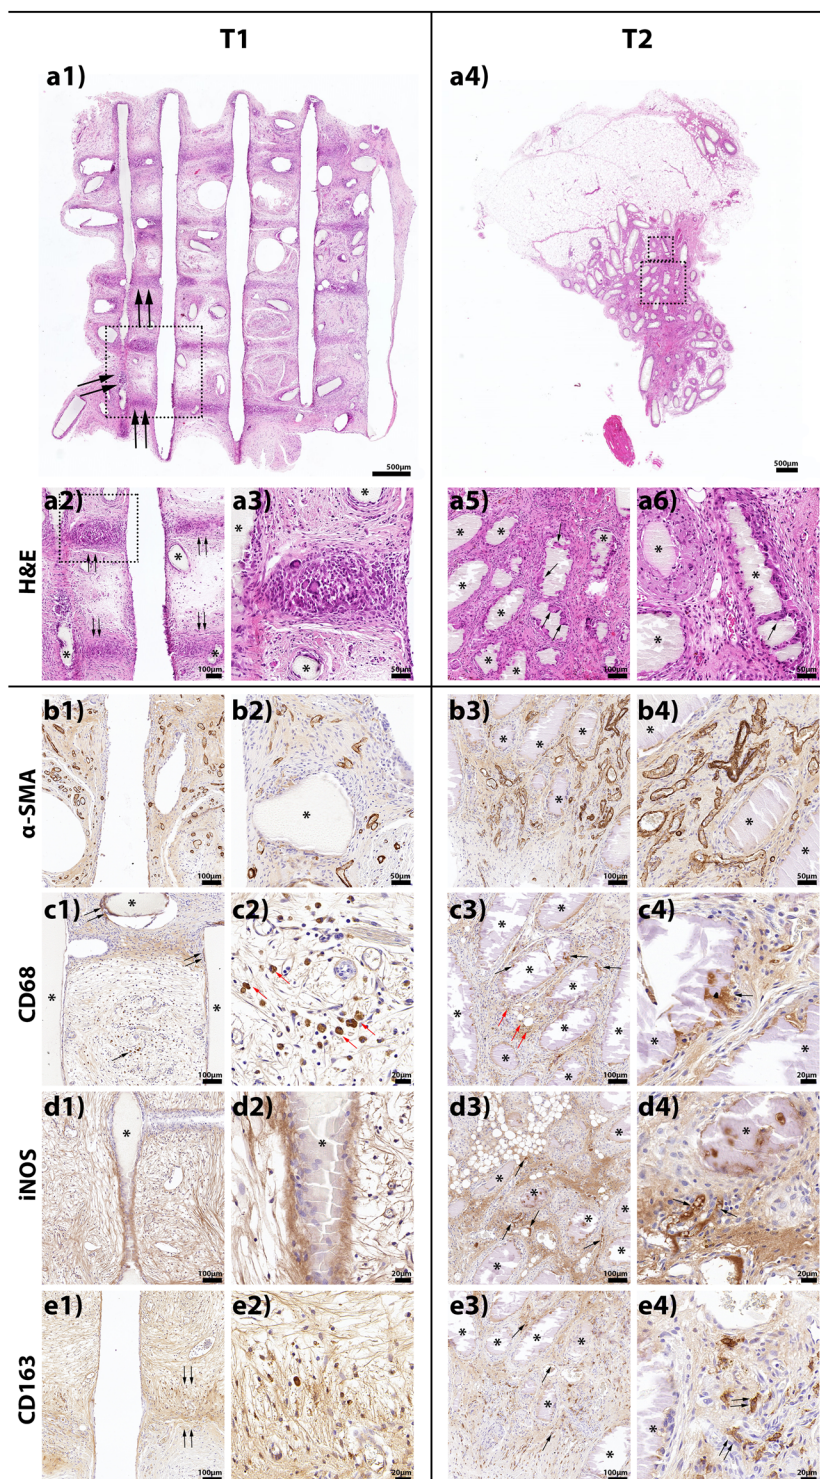 T1 T2
a1) a4)
500µm 500µm
H&E
a2) a3) a5) a6)
* * * * * * * * * * * * * * * *
100µm 50µm 100µm 50µm
α-SMA
b1) b2) b3) b4)
* * * * * * * *
100µm 50µm 100µm 50µm
CD68
c1) c2) c3) c4)
* * * * * * * * * * * *
100µm 20µm 100µm 20µm
iNOS
d1) d2) d3) d4)
* * * * * * * *
100µm 20µm 100µm 20µm
CD163
e1) e2) e3) e4)
* * * * * *
100µm 20µm 100µm 20µm